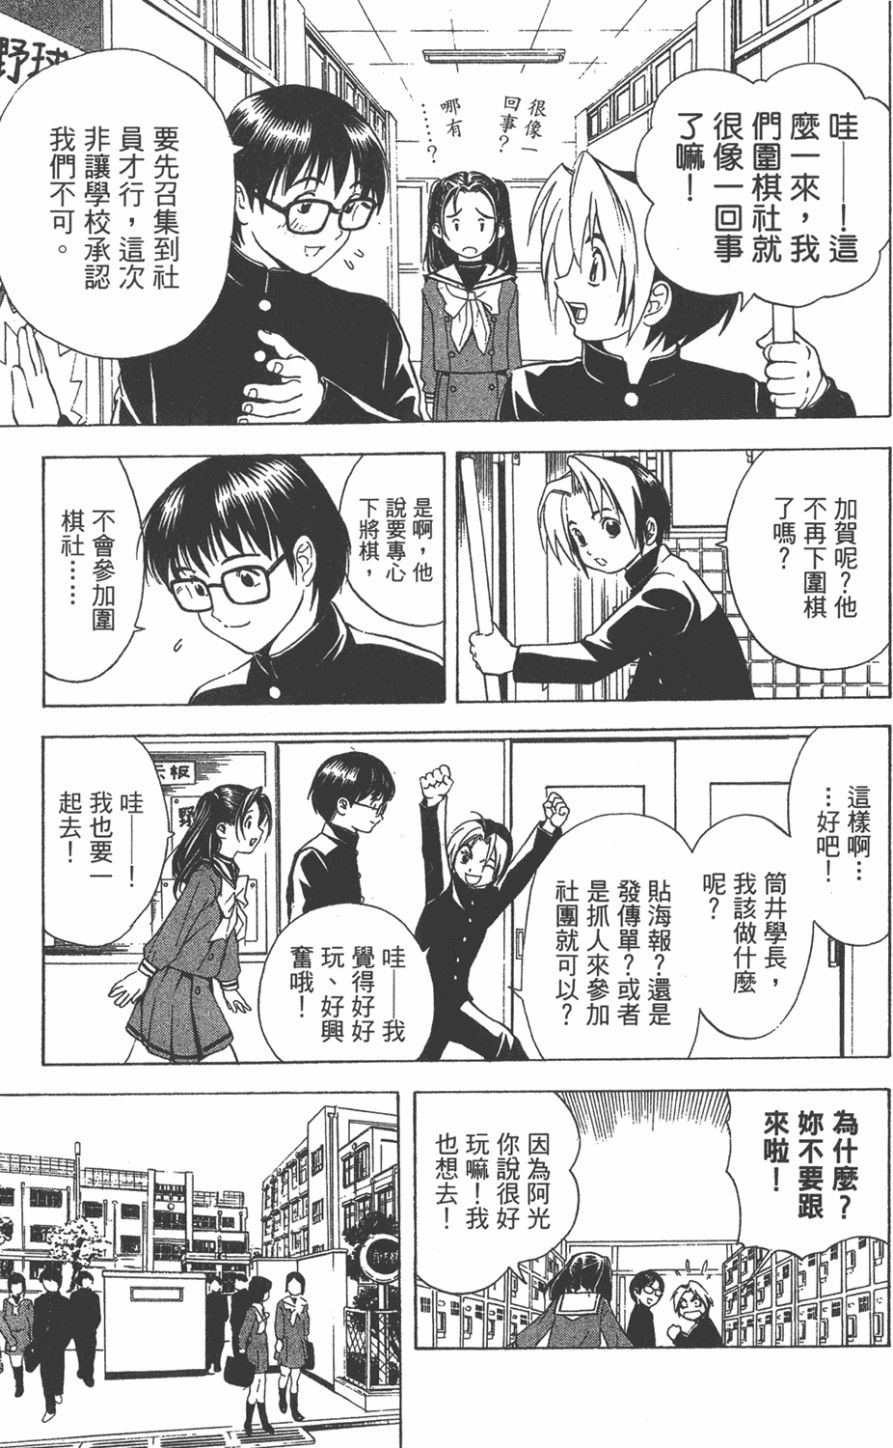 哇——！這
麼一來，我
們圍棋社就
很像一回事
了嘛！
很像一
回事？
哪有
……？
要先召集到社
員才行，這次
非讓學校承認
我們不可。
野球
加賀呢？他
不再下圍棋
了嗎？
是啊，他
說要專心
下將棋，
不會參加圍
棋社……
這樣啊…
…好吧！
筒井學長，
我該做什麼
呢？
貼海報？還是
發傳單？或者
是抓人來參加
社團就可以？
哇——我
覺得好好
玩、好興
奮哦！
示板
野
哇——！
我也要一
起去！
為什麼？
妳不要跟
來啦！
因為阿光
你說很好
玩嘛！我
也想去！